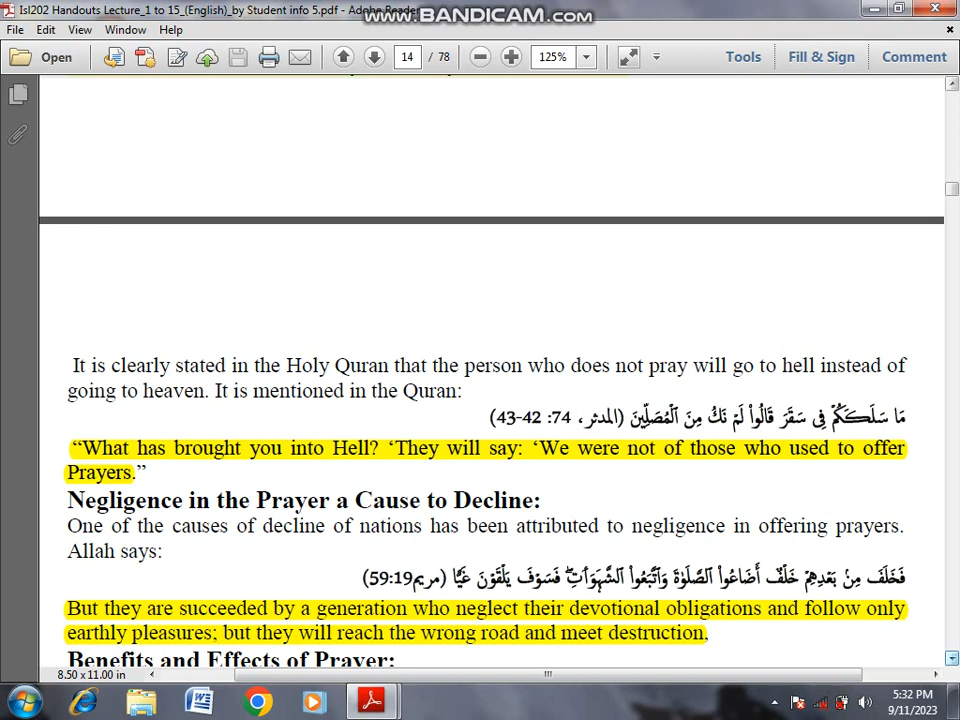 Isl202 Handouts Lecture_1 to 15_(English)_by Student info 5.pdf - Adobe Reader
www.BANDICAM.com
File Edit View Window Help
Open 14 / 78 125% Tools Fill & Sign Comment
It is clearly stated in the Holy Quran that the person who does not pray will go to hell instead of
going to heaven. It is mentioned in the Quran:
مَا سَلَكَكُمْ فِى سَقَرَ قَالُوا۟ لَمْ نَكُ مِنَ ٱلْمُصَلِّينَ (المدثر، 74: 42-43)
“What has brought you into Hell? ‘They will say: ‘We were not of those who used to offer
Prayers.”
Negligence in the Prayer a Cause to Decline:
One of the causes of decline of nations has been attributed to negligence in offering prayers.
Allah says:
فَخَلَفَ مِنۢ بَعْدِهِمْ خَلْفٌ أَضَاعُوا۟ ٱلصَّلَوٰةَ وَٱتَّبَعُوا۟ ٱلشَّهَوَٰتِ ۖ فَسَوْفَ يَلْقَوْنَ غَيًّا (مريم59:19)
But they are succeeded by a generation who neglect their devotional obligations and follow only
earthly pleasures; but they will reach the wrong road and meet destruction,
Benefits and Effects of Prayer:
8.50 x 11.00 in
5:32 PM
9/11/2023